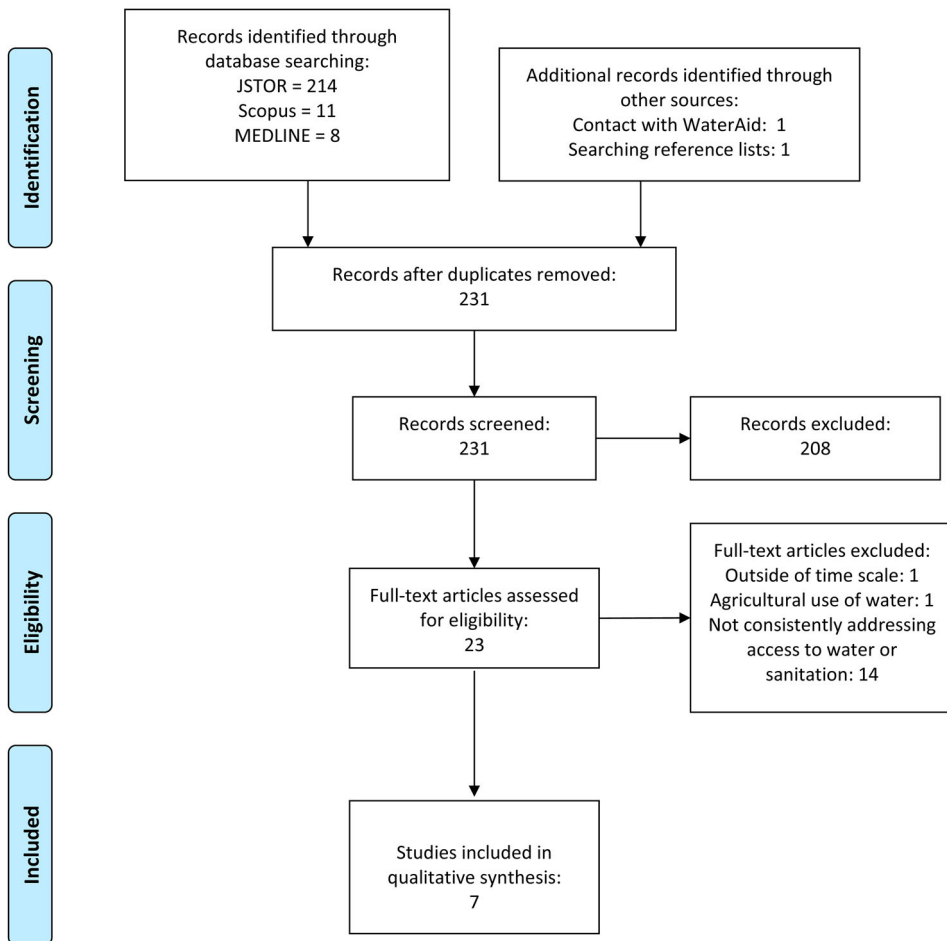 Identification
Records identified through
database searching:
JSTOR = 214
Scopus = 11
MEDLINE = 8
Additional records identified through
other sources:
Contact with WaterAid: 1
Searching reference lists: 1
Records after duplicates removed:
231
Screening
Records screened:
231
Records excluded:
208
Eligibility
Full-text articles assessed
for eligibility:
23
Full-text articles excluded:
Outside of time scale: 1
Agricultural use of water: 1
Not consistently addressing
access to water or
sanitation: 14
Included
Studies included in
qualitative synthesis:
7